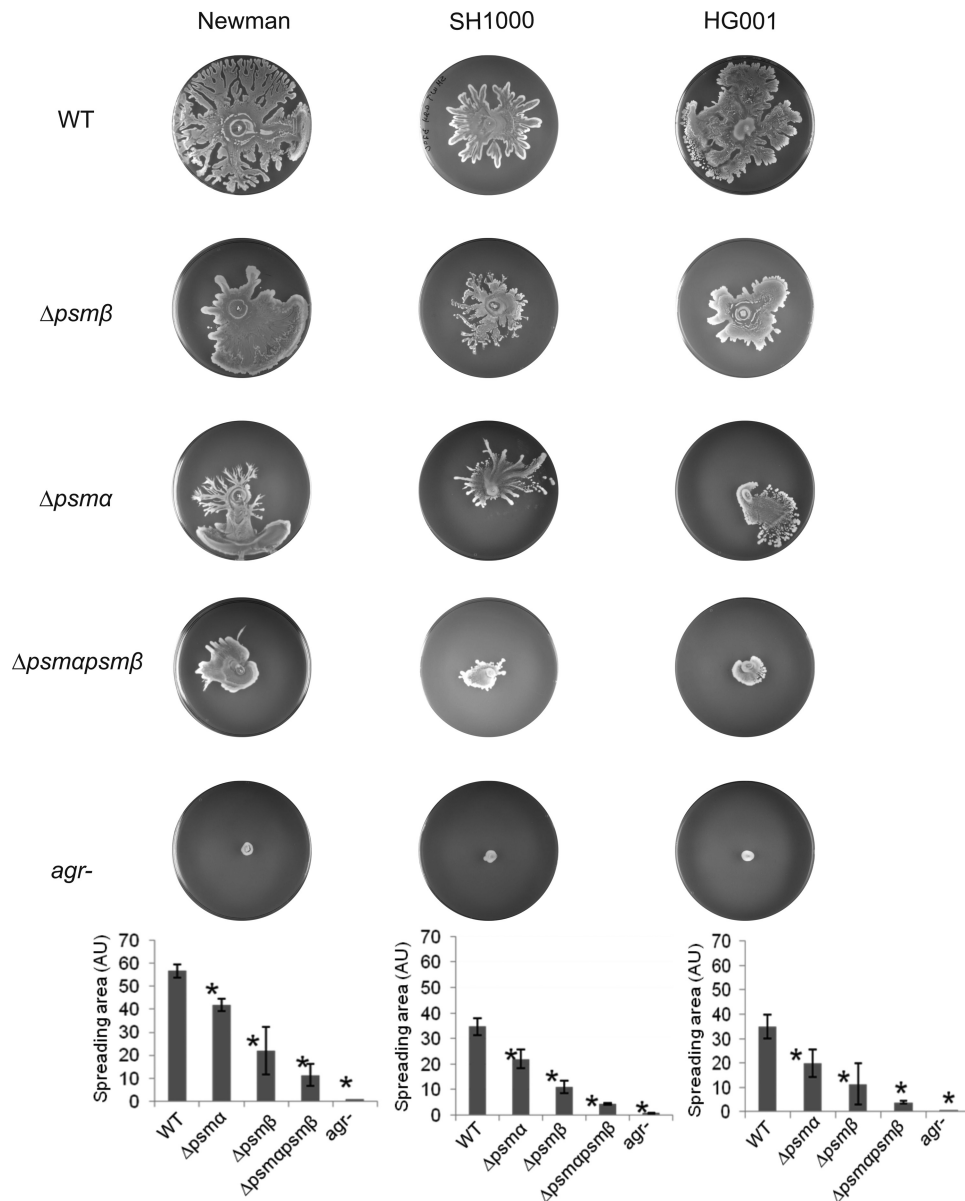 Newman SH1000 HG001
WT
Δpsmβ
Δpsmα
Δpsmαpsmβ
agr-
Spreading area (AU)
70
60
50
40
30
20
10
0
*
*
*
*
WT
Δpsmα
Δpsmβ
Δpsmαpsmβ
agr-
Spreading area (AU)
70
60
50
40
30
20
10
0
*
*
*
*
WT
Δpsmα
Δpsmβ
Δpsmαpsmβ
agr-
Spreading area (AU)
70
60
50
40
30
20
10
0
*
*
*
*
WT
Δpsmα
Δpsmβ
Δpsmαpsmβ
agr-